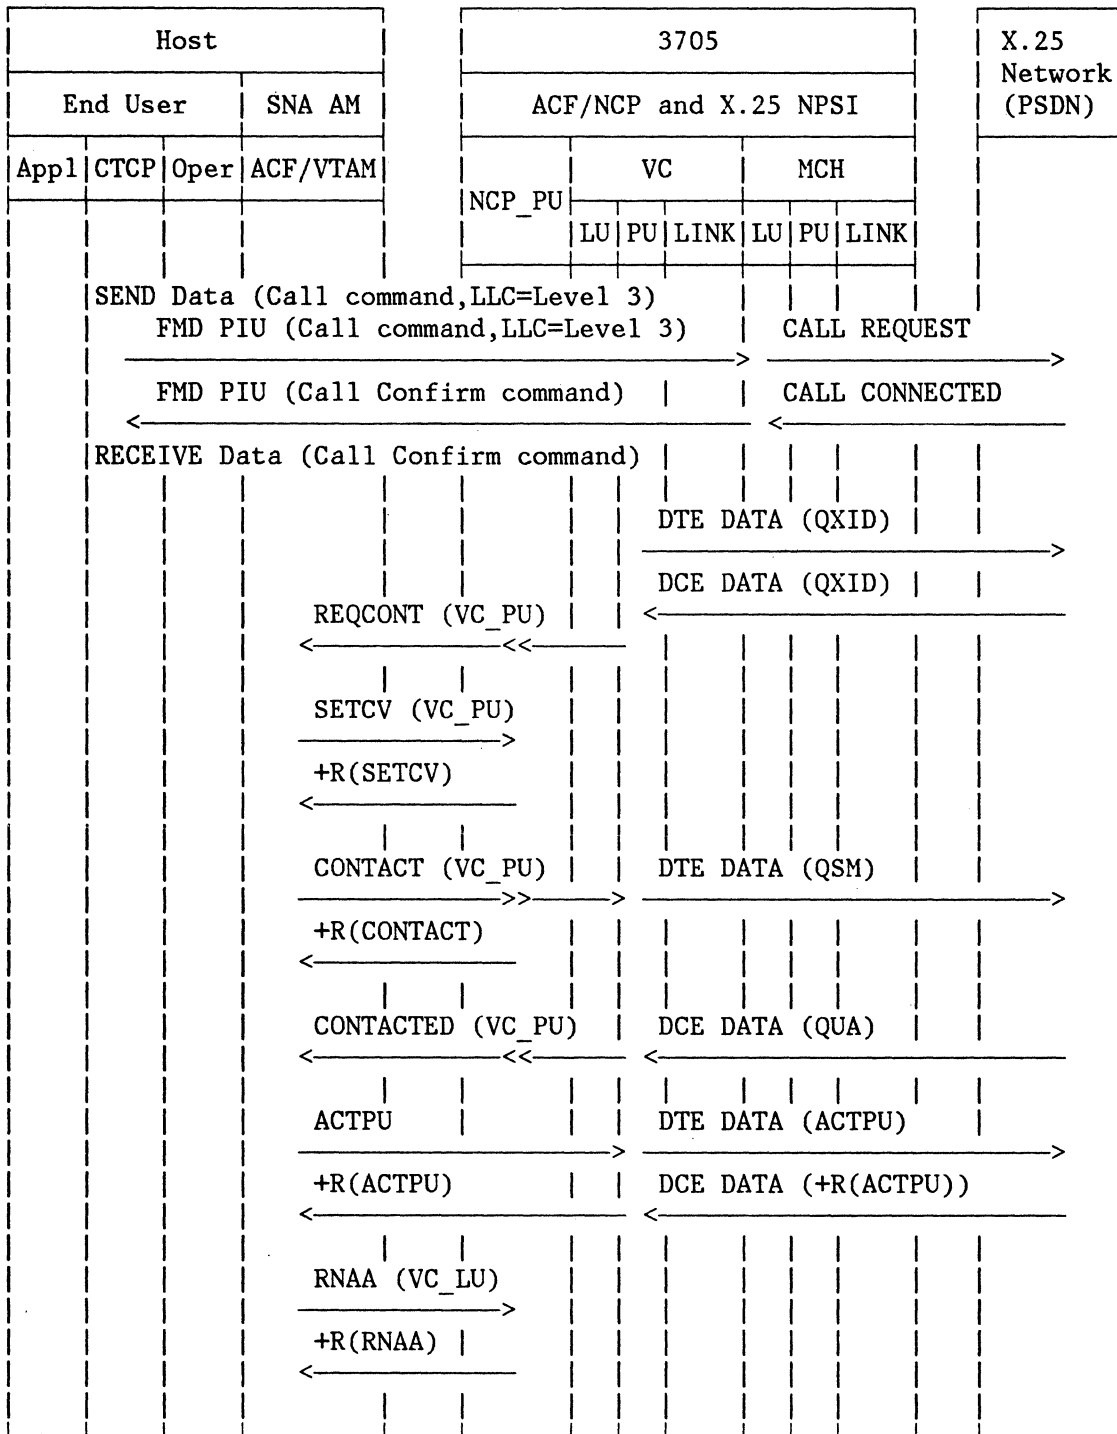 Host 3705 X.25
Network
End User SNA AM ACF/NCP and X.25 NPSI (PSDN)
Appl CTCP Oper ACF/VTAM VC MCH
NCP_PU
LU PU LINK LU PU LINK
SEND Data (Call command,LLC=Level 3)
FMD PIU (Call command,LLC=Level 3) CALL REQUEST
FMD PIU (Call Confirm command) CALL CONNECTED
RECEIVE Data (Call Confirm command)
DTE DATA (QXID)
DCE DATA (QXID)
REQCONT (VC_PU)
SETCV (VC_PU)
+R(SETCV)
CONTACT (VC_PU) DTE DATA (QSM)
+R(CONTACT)
CONTACTED (VC_PU) DCE DATA (QUA)
ACTPU DTE DATA (ACTPU)
+R(ACTPU) DCE DATA (+R(ACTPU))
RNAA (VC_LU)
+R(RNAA)